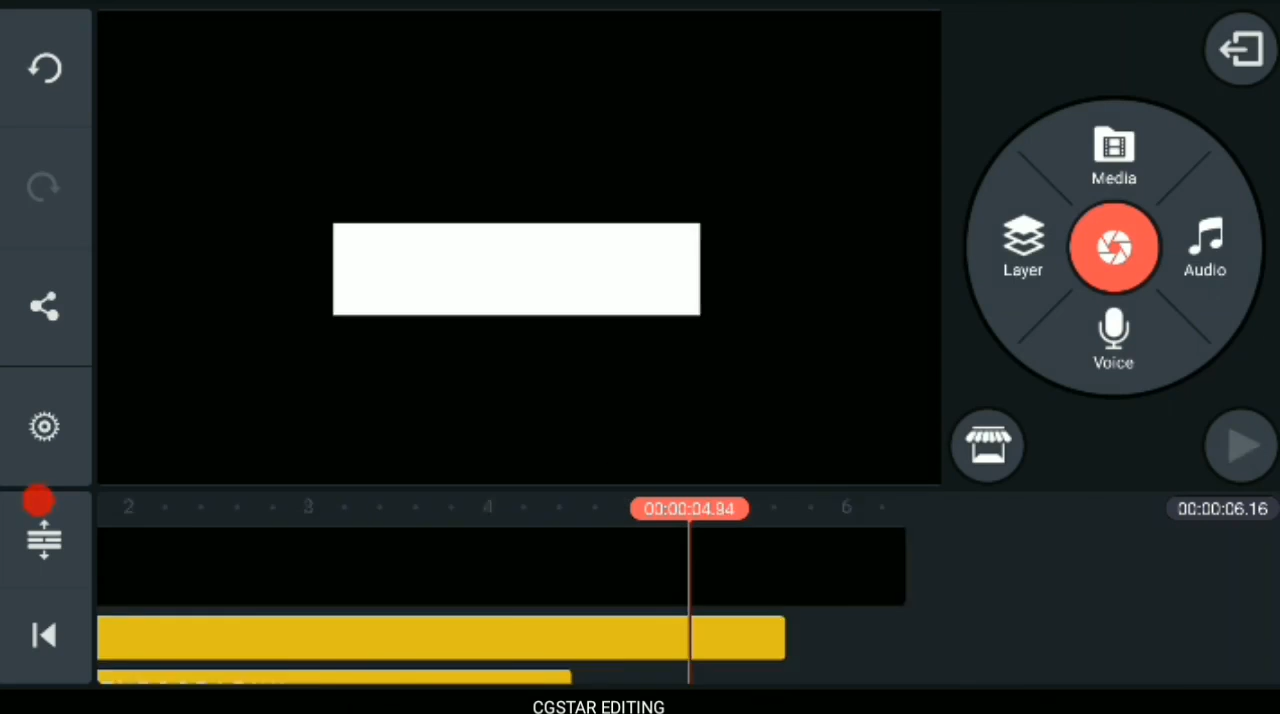 Media
Layer
Audio
Voice
2
3
4
00:00:04.94
6
00:00:06.16
CGSTAR EDITING